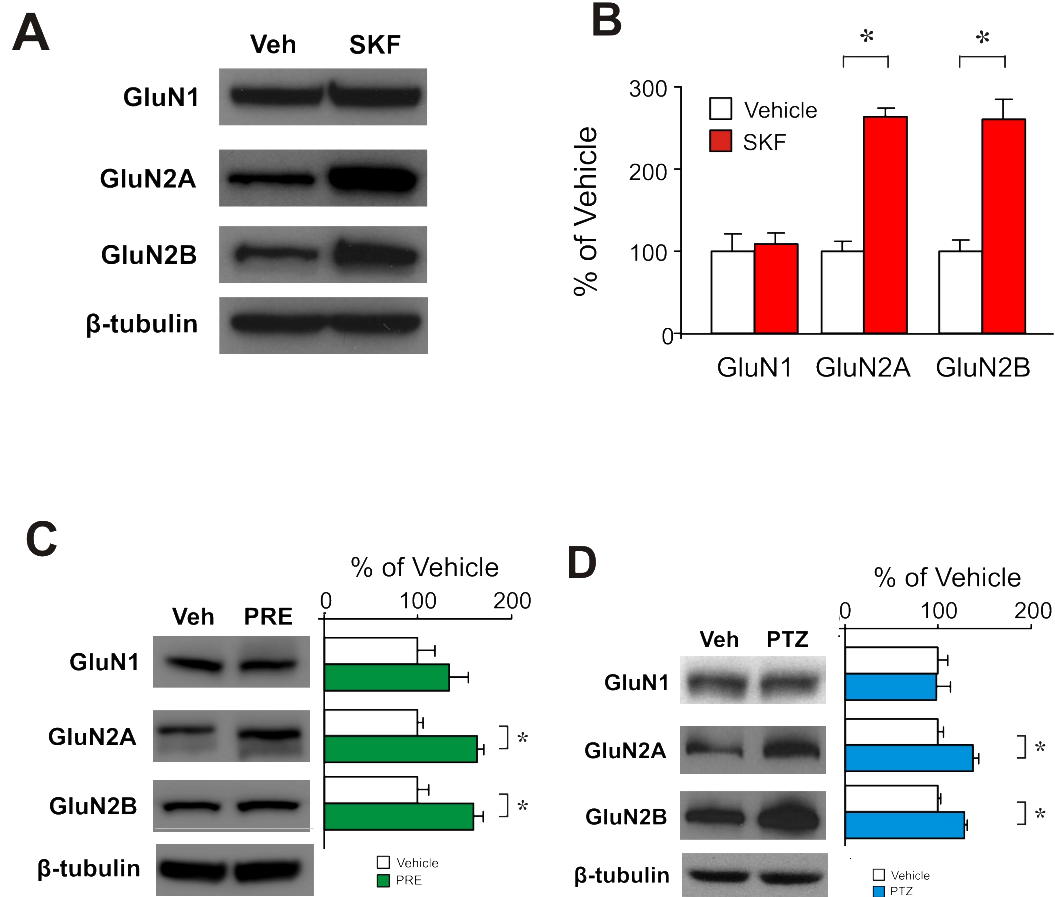 A
Veh SKF
GluN1
GluN2A
GluN2B
β-tubulin
B
% of Vehicle
300
200
100
0
Vehicle
SKF
*
*
GluN1 GluN2A GluN2B
C
% of Vehicle
0 100 200
Veh PRE
GluN1
GluN2A
*
GluN2B
*
β-tubulin
Vehicle
PRE
D
% of Vehicle
0 100 200
Veh PTZ
GluN1
GluN2A
*
GluN2B
*
β-tubulin
Vehicle
PTZ